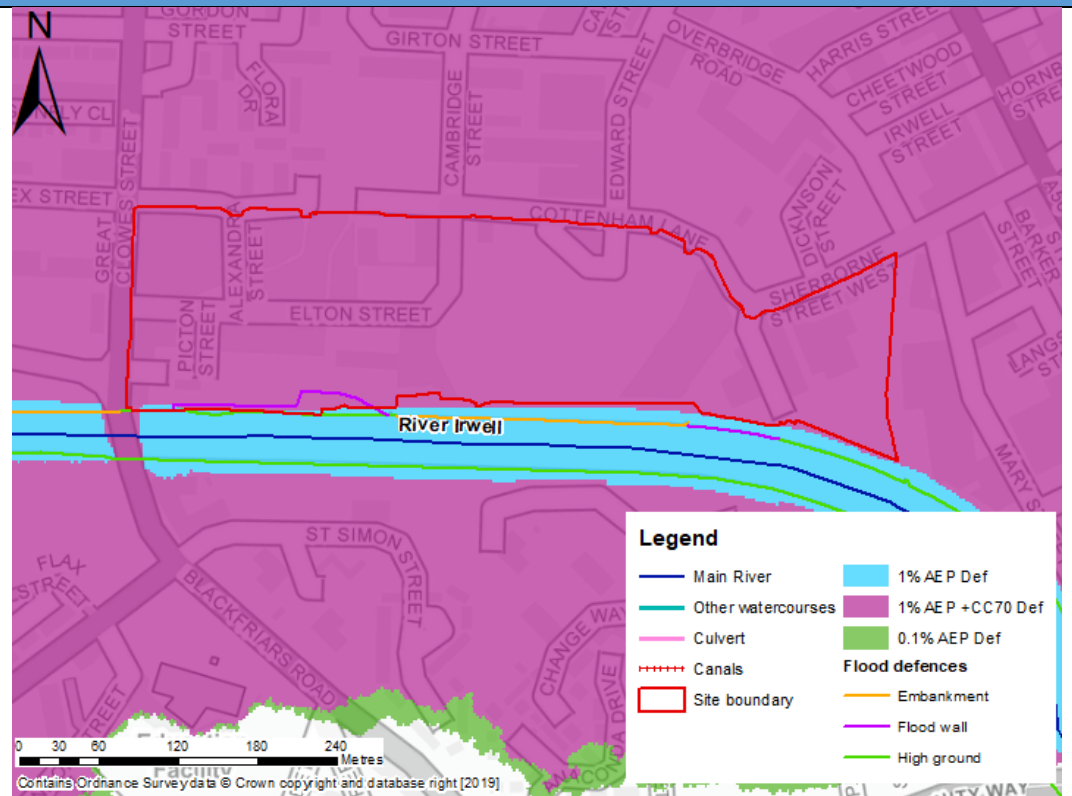 N
GORDON
STREET
GIRTON STREET
FLORA
DR
CAMBRIDGE
STREET
EDWARD STREET
OVERBRIDGE
ROAD
HARRIS STREET
CHEETWOOD
STREET
IRWELL
STREET
EX STREET
GREAT
CLOWES STREET
ALEXANDRA
STREET
COTTENHAM LANE
DICKINSON
STREET
BARKER
STREET
SHERBORNE
STREET WEST
PICTON
STREET
ELTON STREET
River Irwell
MARY S
ST SIMON STREET
FLAX
STREET
BLACKFRIARS ROAD
CHANGE WAY
Legend
Main River
Other watercourses
Culvert
Canals
Site boundary
1% AEP Def
1% AEP +CC70 Def
0.1% AEP Def
Flood defences
Embankment
Flood wall
High ground
0 30 60 120 180 240
Metres
Facility
Contains Ordnance Survey data © Crown copyright and database right [2019]